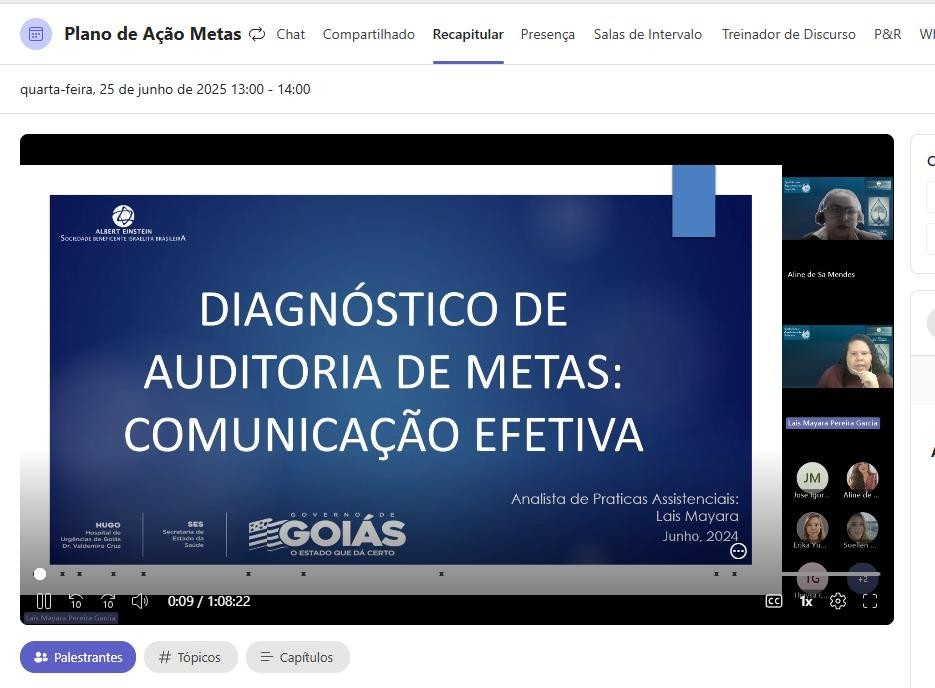 Plano de Ação Metas Chat Compartilhado Recapitular Presença Salas de Intervalo Treinador de Discurso P&R
quarta-feira, 25 de junho de 2025 13:00 - 14:00
ALBERT EINSTEIN
SOCIEDADE BENEFICENTE ISRAELITA BRASILEIRA
DIAGNÓSTICO DE
AUDITORIA DE METAS:
COMUNICAÇÃO EFETIVA
Analista de Praticas Assistenciais:
Lais Mayara
Junho, 2024
HUGO
Hospital de
Urgências de Goiás
Dr. Valdemiro Cruz
SES
Secretaria de
Estado da
Saúde
GOVERNO DE
GOIÁS
O ESTADO QUE DÁ CERTO
Aline de Sa Mendes
Lais Mayara Pereira Garcia
JM
Jose Igor... Aline de ...
Erika Yu... Suellen ...
TG +2
10 10 0:09 / 1:08:22 CC 1x
Lais Mayara Pereira Garcia
Palestrantes # Tópicos Capítulos